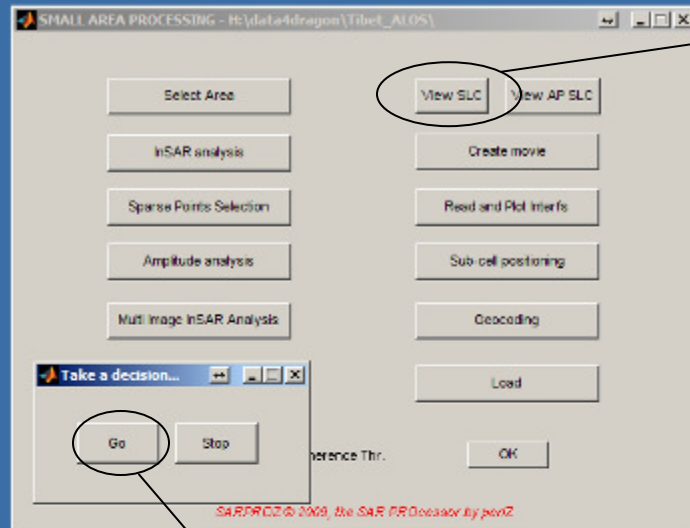 SMALL AREA PROCESSING - H:\data4dragon\Tibet_ALOS\
Select Area
View SLC
View AP SLC
InSAR analysis
Create movie
Sparse Points Selection
Read and Plot Interfs
Amplitude analysis
Sub-cell positioning
Multi Image InSAR Analysis
Geocoding
Take a decision...
Load
Go
Stop
herence Thr.
OK
SARPROZ © 2009, the SAR PROcessor by periZ